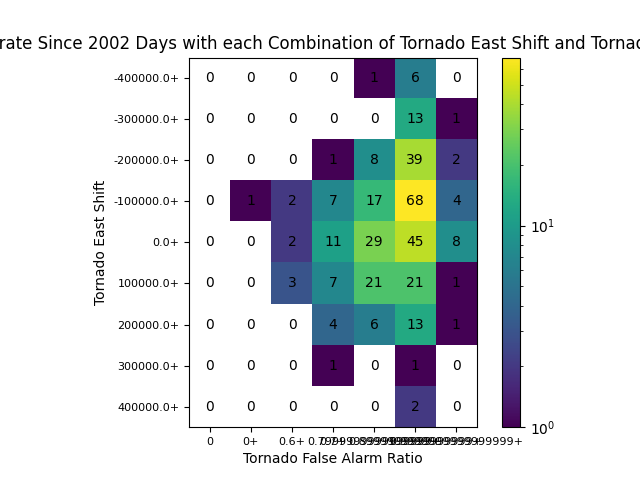 rate Since 2002 Days with each Combination of Tornado East Shift and Torna
-400000.0+ 0 0 0 0 1 6 0
-300000.0+ 0 0 0 0 0 13 1
-200000.0+ 0 0 0 1 8 39 2
-100000.0+ 0 1 2 7 17 68 4
0.0+ 0 0 2 11 29 45 8
100000.0+ 0 0 3 7 21 21 1
200000.0+ 0 0 0 4 6 13 1
300000.0+ 0 0 0 1 0 1 0
400000.0+ 0 0 0 0 0 2 0
0 0+ 0.6+
Tornado False Alarm Ratio
Tornado East Shift
10¹
10⁰